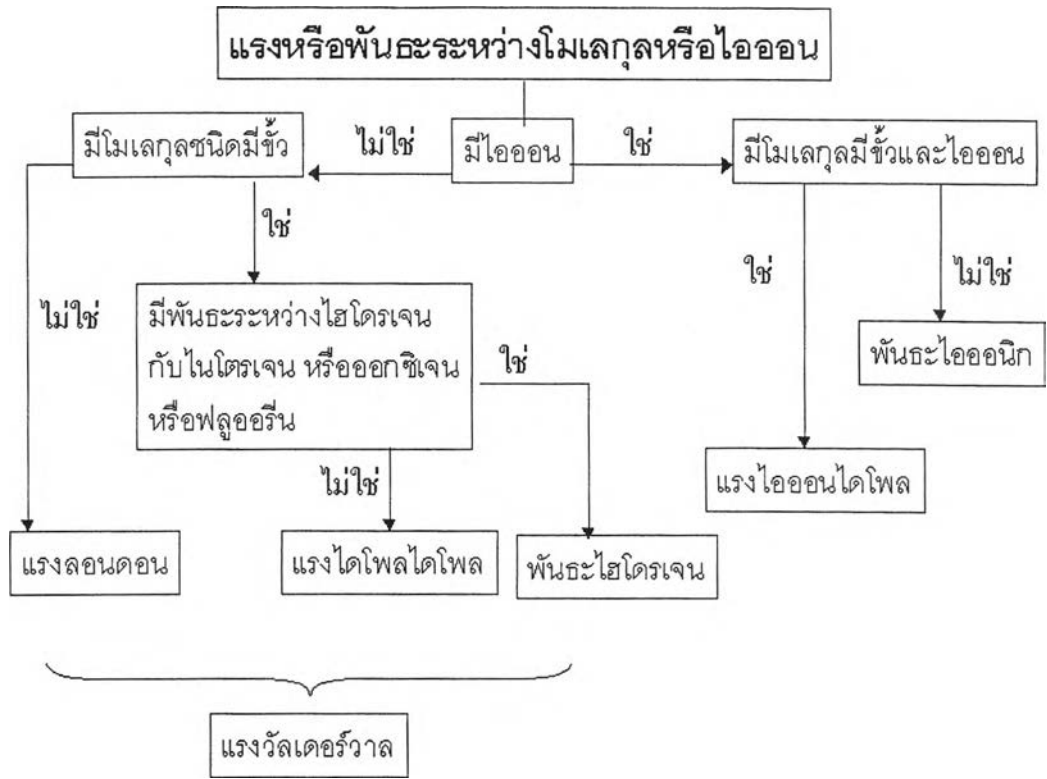 แรงหรือพันธะระหว่างโมเลกุลหรือไอออน
มีโมเลกุลชนิดมีขั้ว
ไม่ใช่
มีไอออน
ใช่
มีโมเลกุลมีขั้วและไอออน
ใช่
ไม่ใช่
มีพันธะระหว่างไฮโดรเจน
กับไนโตรเจน หรือออกซิเจน
หรือฟลูออรีน
ใช่
ใช่
ไม่ใช่
พันธะไอออนิก
ไม่ใช่
แรงไอออนไดโพล
แรงลอนดอน
แรงไดโพลไดโพล
พันธะไฮโดรเจน
แรงวัลเดอร์วาล